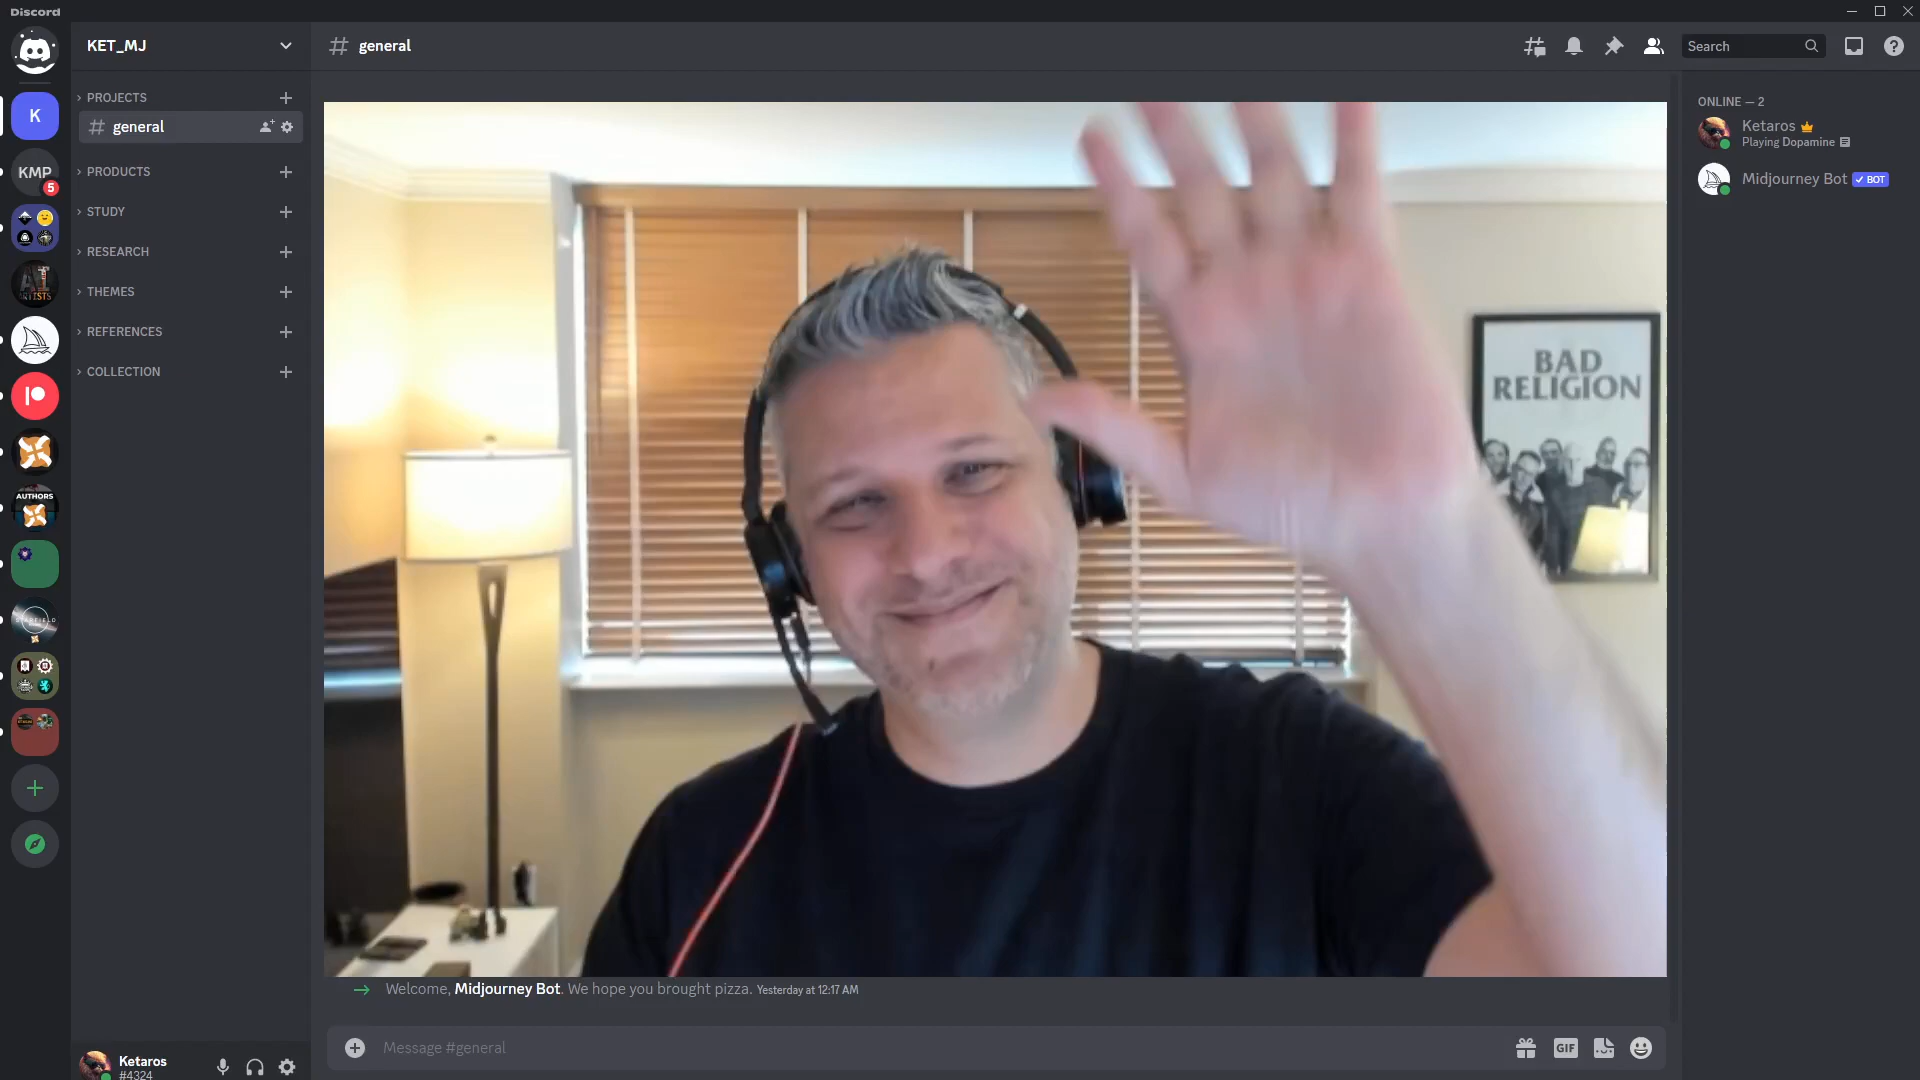 Discord
KET_MJ
general
Search
PROJECTS
general
PRODUCTS
STUDY
RESEARCH
THEMES
REFERENCES
COLLECTION
K
KMP
5
AI
ARTISTS
AUTHORS
BAD
RELIGION
ONLINE — 2
Ketaros
Playing Dopamine
Midjourney Bot
BOT
Welcome, Midjourney Bot. We hope you brought pizza. Yesterday at 12:17 AM
Message #general
GIF
Ketaros
#4324